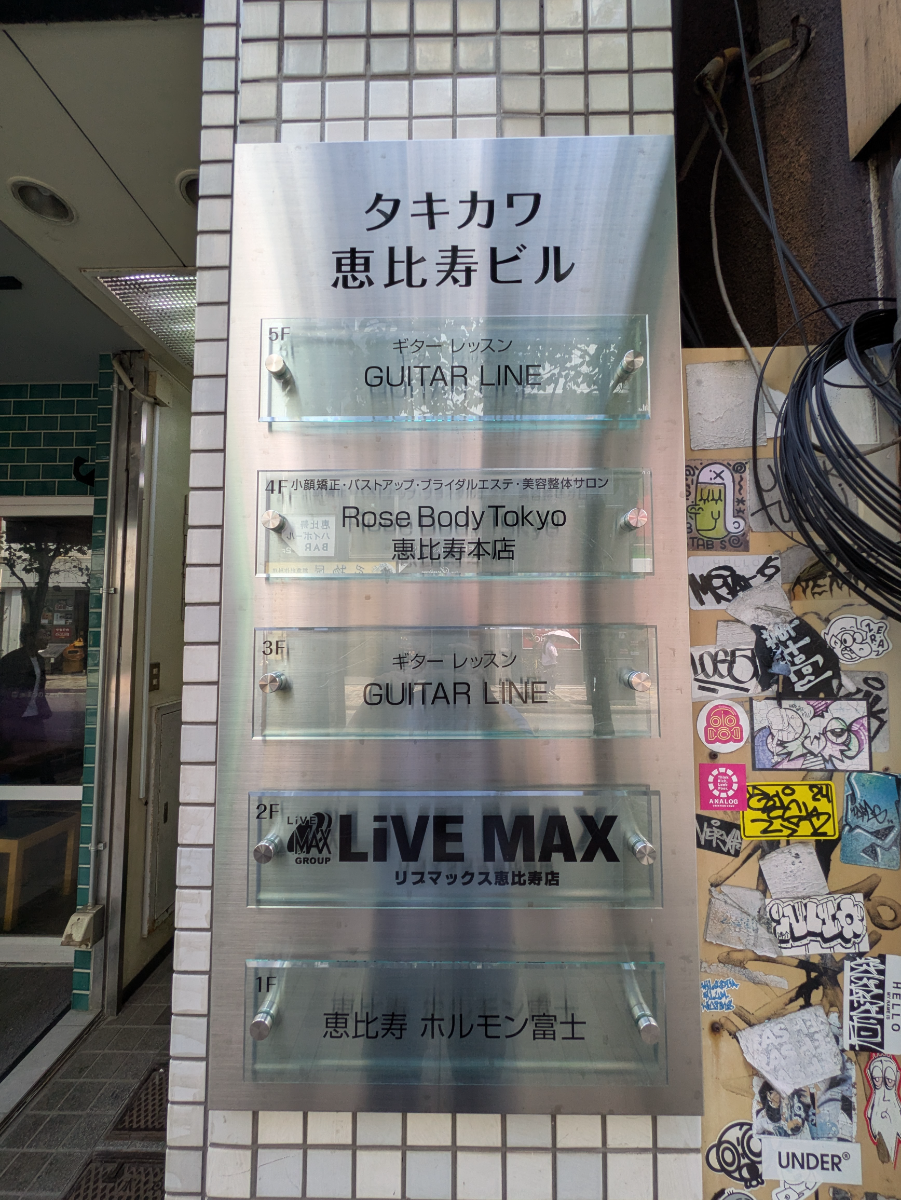 タキカワ
恵比寿ビル
5F
ギター レッスン
GUITAR LINE
4F 小顔矯正・バストアップ・ブライダルエステ・美容整体サロン
Rose Body Tokyo
恵比寿本店
3F
ギター レッスン
GUITAR LINE
2F
LiVE
MAX
GROUP
LiVE MAX
リブマックス恵比寿店
1F
恵比寿 ホルモン富士
TAB
ANALOG
HELLO
UNDER®